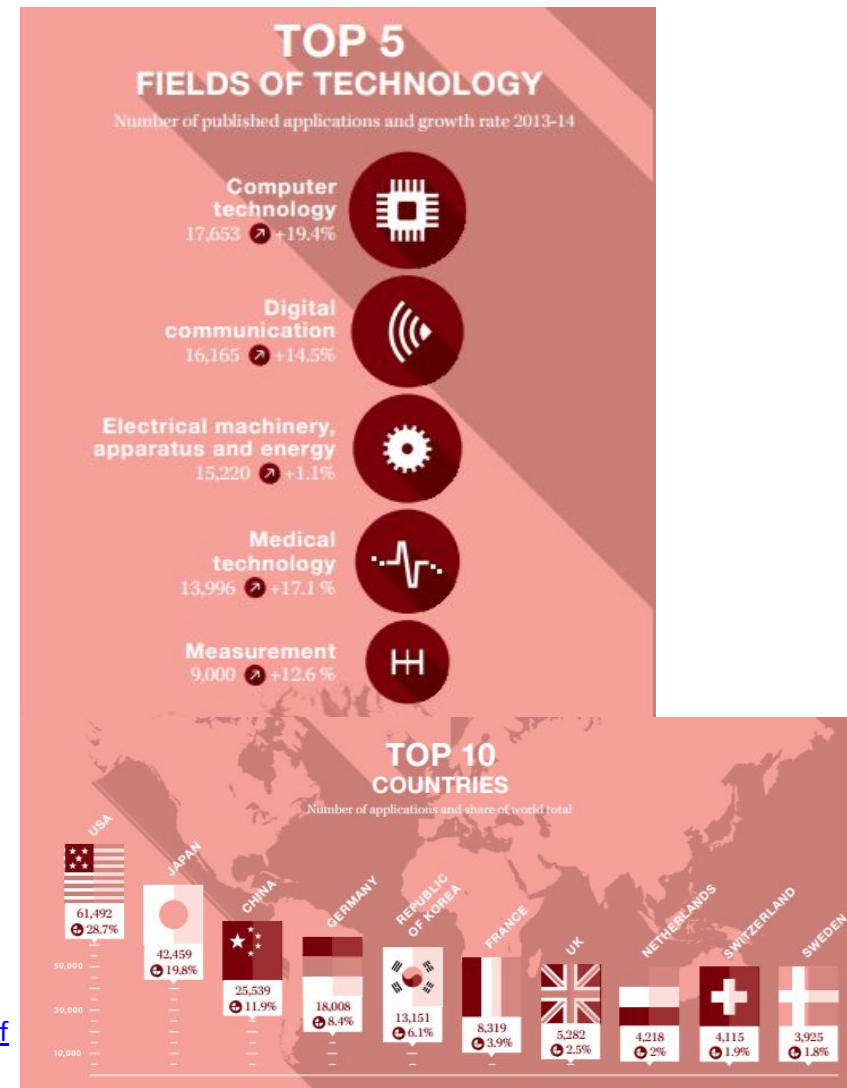 TOP 5
FIELDS OF TECHNOLOGY
Number of published applications and growth rate 2013-14
Computer
technology
17,653 +19.4%
Digital
communication
16,165 +14.5%
Electrical machinery,
apparatus and energy
15,220 +1.1%
Medical
technology
13,996 +17.1 %
Measurement
9,000 +12.6 %
TOP 10
COUNTRIES
Number of applications and share of world total
USA
61,492
28.7%
JAPAN
42,459
19.8%
CHINA
25,539
11.9%
GERMANY
18,008
8.4%
REPUBLIC
OF KOREA
13,151
6.1%
FRANCE
8,319
3.9%
UK
5,282
2.5%
NETHERLANDS
4,218
2%
SWITZERLAND
4,115
1.9%
SWEDEN
3,925
1.8%
50,000
30,000
10,000
f